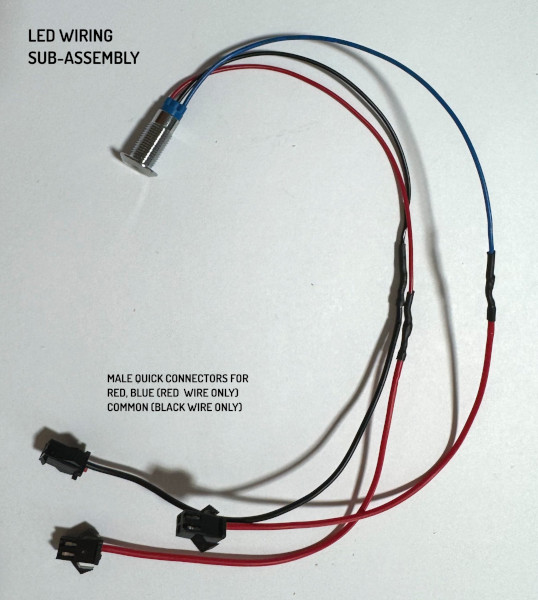 LED WIRING
SUB-ASSEMBLY
MALE QUICK CONNECTORS FOR
RED, BLUE (RED WIRE ONLY)
COMMON (BLACK WIRE ONLY)